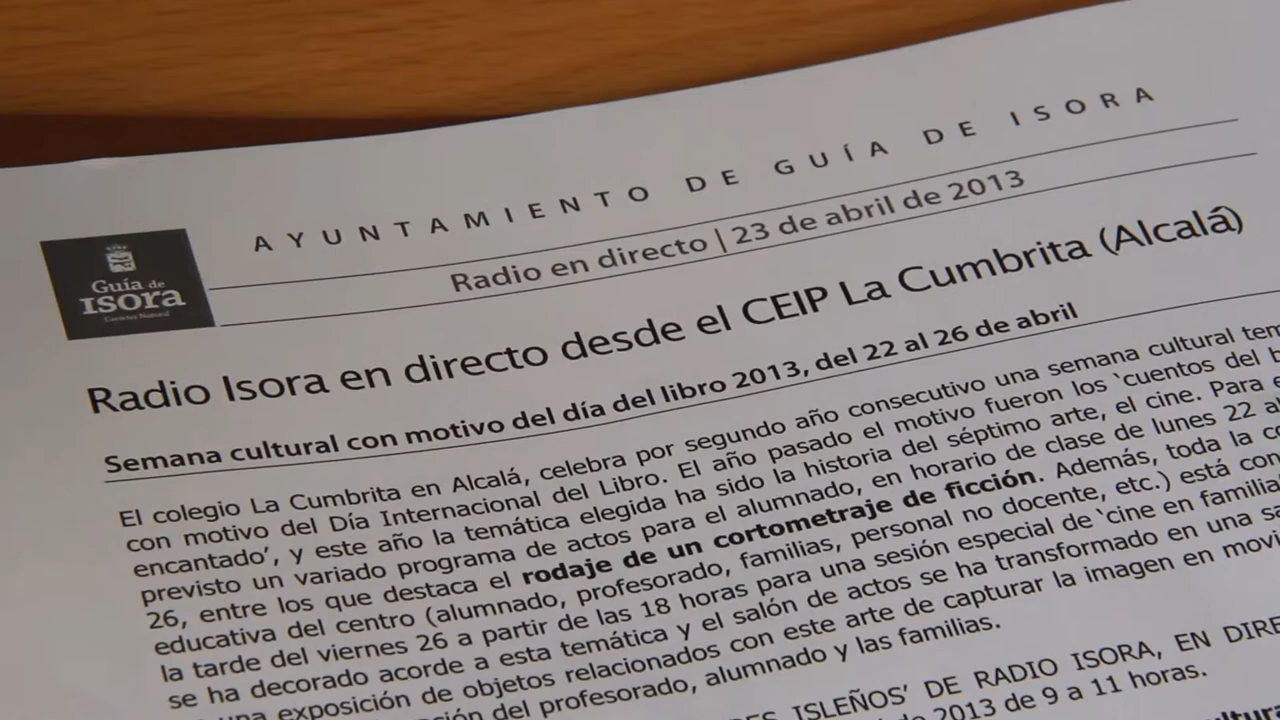 AYUNTAMIENTO DE GUÍA DE ISORA
Guía de
ISORA
Radio en directo | 23 de abril de 2013
Radio Isora en directo desde el CEIP La Cumbrita (Alcalá)
Semana cultural con motivo del día del libro 2013, del 22 al 26 de abril
El colegio La Cumbrita en Alcalá, celebra por segundo año consecutivo una semana cultural
con motivo del Día Internacional del Libro. El año pasado el motivo fueron los 'cuentos del
encantado', y este año la temática elegida ha sido la historia del séptimo arte, el cine. Para
previsto un variado programa de actos para el alumnado, en horario de clase de lunes 22
26, entre los que destaca el rodaje de un cortometraje de ficción. Además, toda la
educativa del centro (alumnado, profesorado, familias, personal no docente, etc.) está
la tarde del viernes 26 a partir de las 18 horas para una sesión especial de 'cine en
se ha decorado acorde a esta temática y el salón de actos se ha transformado en una
exposición de objetos relacionados con este arte de capturar la imagen en
del profesorado, alumnado y las familias.
ISLEÑOS' DE RADIO ISORA, EN
2013 de 9 a 11 horas.